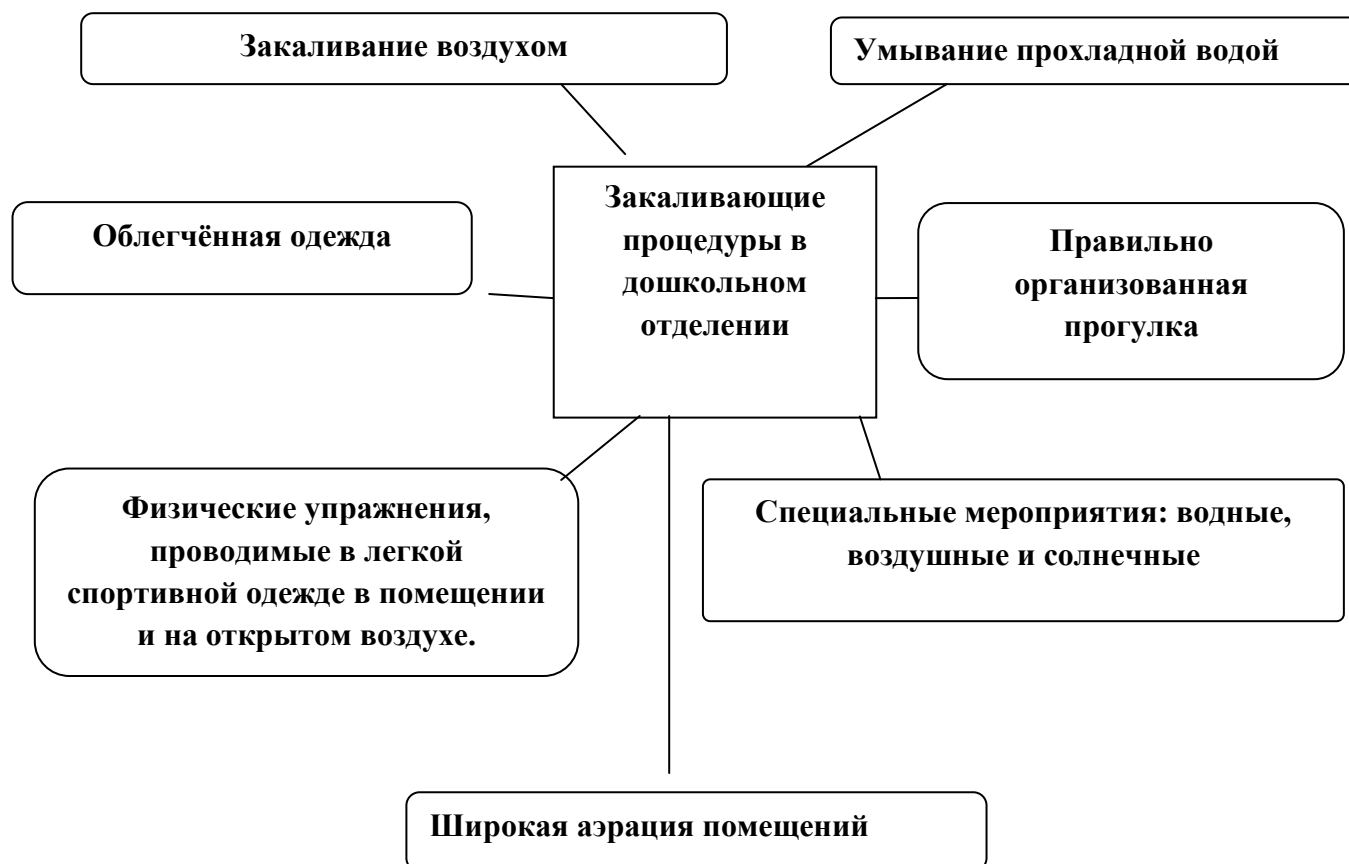 Закаливание воздухом
Умывание прохладной водой
Закаливающие
процедуры в
дошкольном
отделении
Облегчённая одежда
Правильно
организованная
прогулка
Физические упражнения,
проводимые в легкой
спортивной одежде в помещении
и на открытом воздухе.
Специальные мероприятия: водные,
воздушные и солнечные
Широкая аэрация помещений